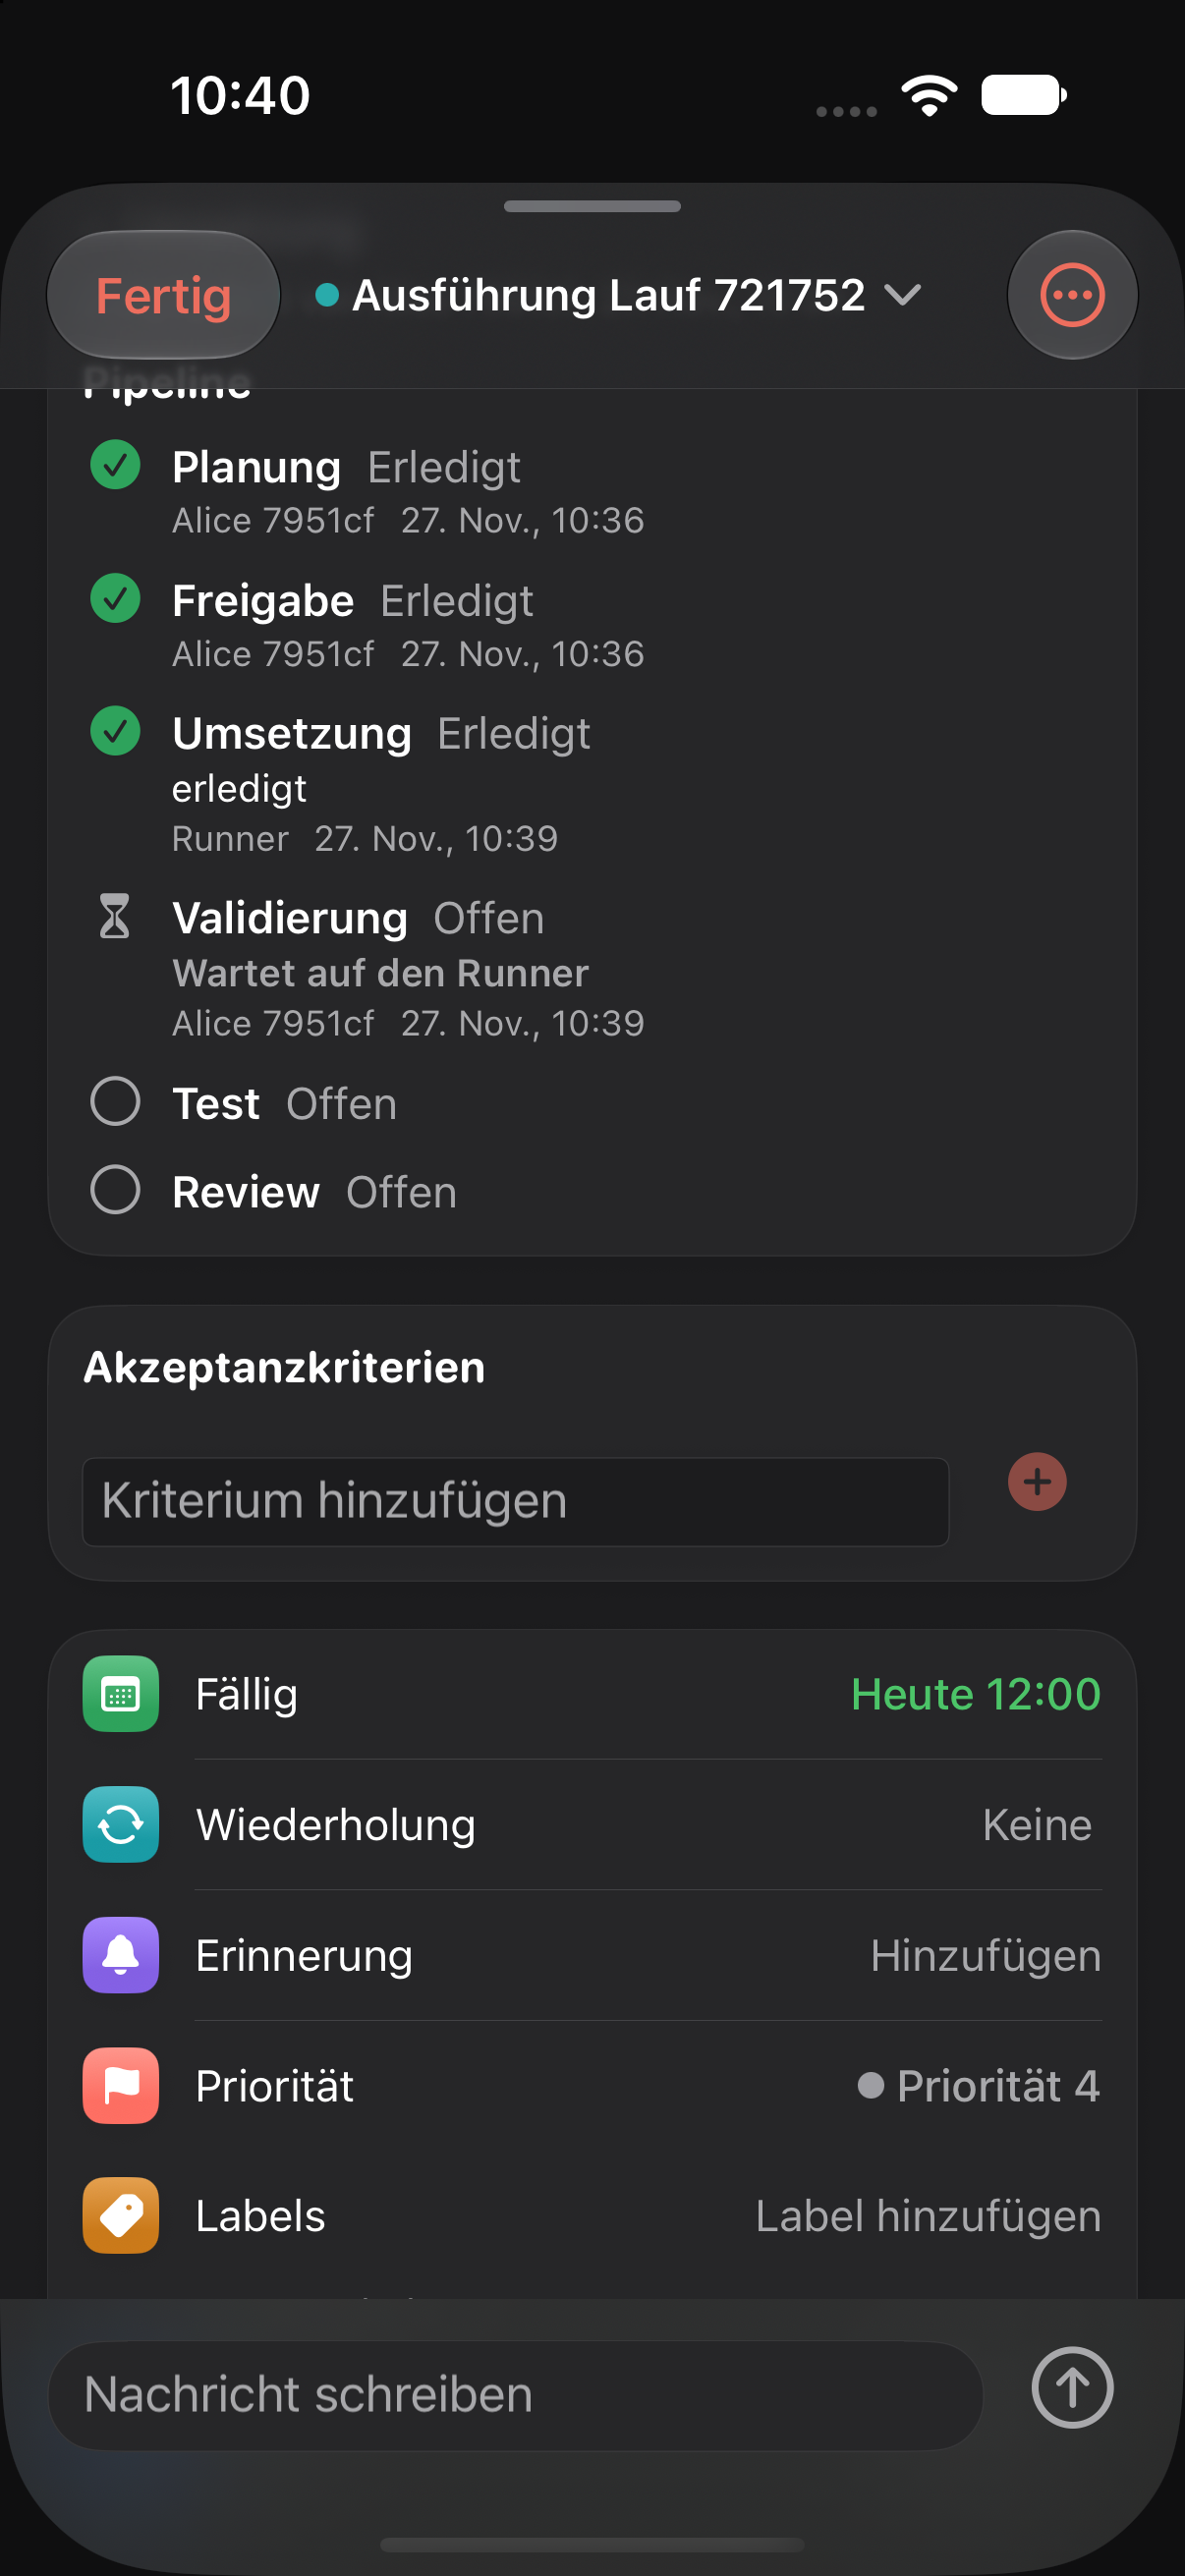 10:40
Fertig
Ausführung Lauf 721752
Pipeline
Planung Erledigt
Alice 7951cf 27. Nov., 10:36
Freigabe Erledigt
Alice 7951cf 27. Nov., 10:36
Umsetzung Erledigt
erledigt
Runner 27. Nov., 10:39
Validierung Offen
Wartet auf den Runner
Alice 7951cf 27. Nov., 10:39
Test Offen
Review Offen
Akzeptanzkriterien
Kriterium hinzufügen
Fällig Heute 12:00
Wiederholung Keine
Erinnerung Hinzufügen
Priorität Priorität 4
Labels Label hinzufügen
Nachricht schreiben